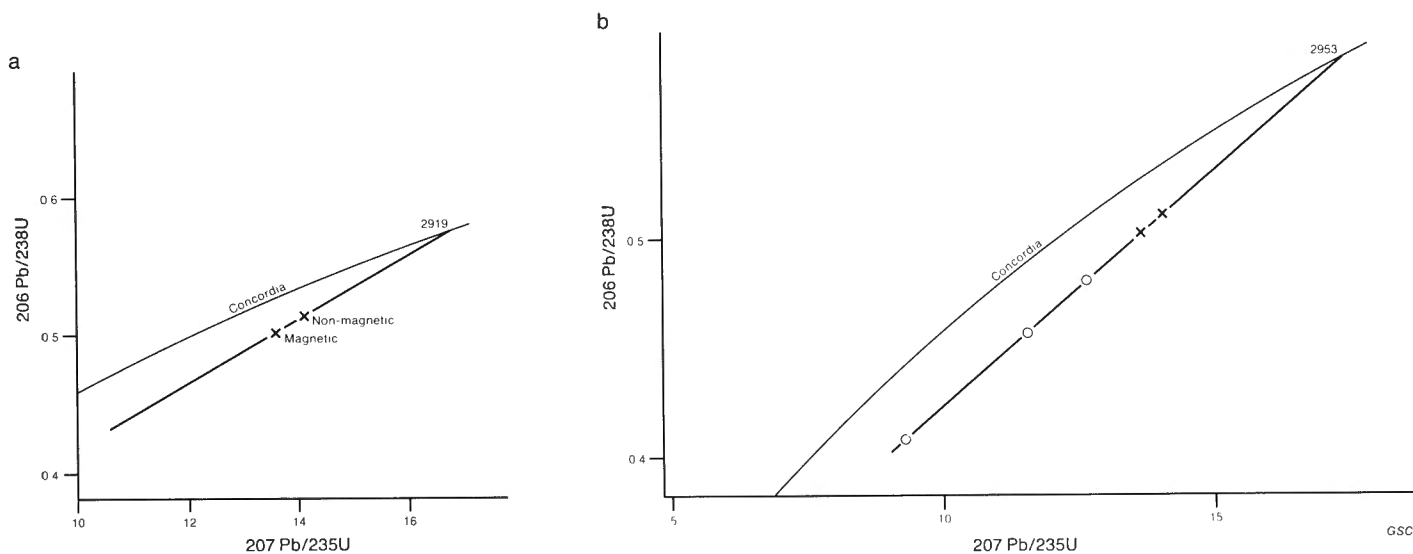 a
206 Pb/238U
0 6
0 5
0 4
Concordia
2919
Non-magnetic
Magnetic
10
12
14
16
207 Pb/235U
b
206 Pb/238U
0 5
0 4
Concordia
2953
5
10
15
207 Pb/235U
GSC